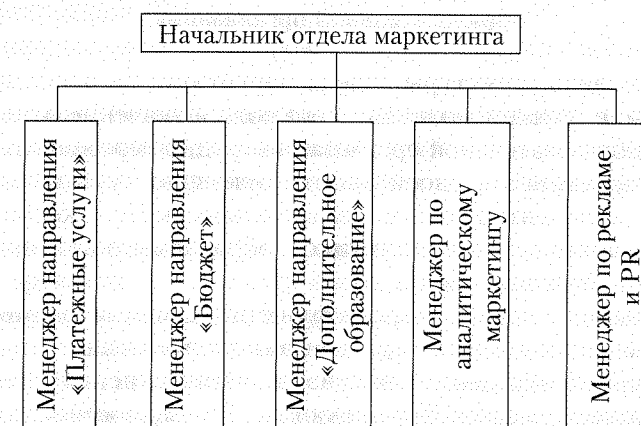 Начальник отдела маркетинга
Менеджер направления
«Платежные услуги»
Менеджер направления
«Бюджет»
Менеджер направления
«Дополнительное
образование»
Менеджер по
аналитическому
маркетингу
Менеджер по рекламе
и PR